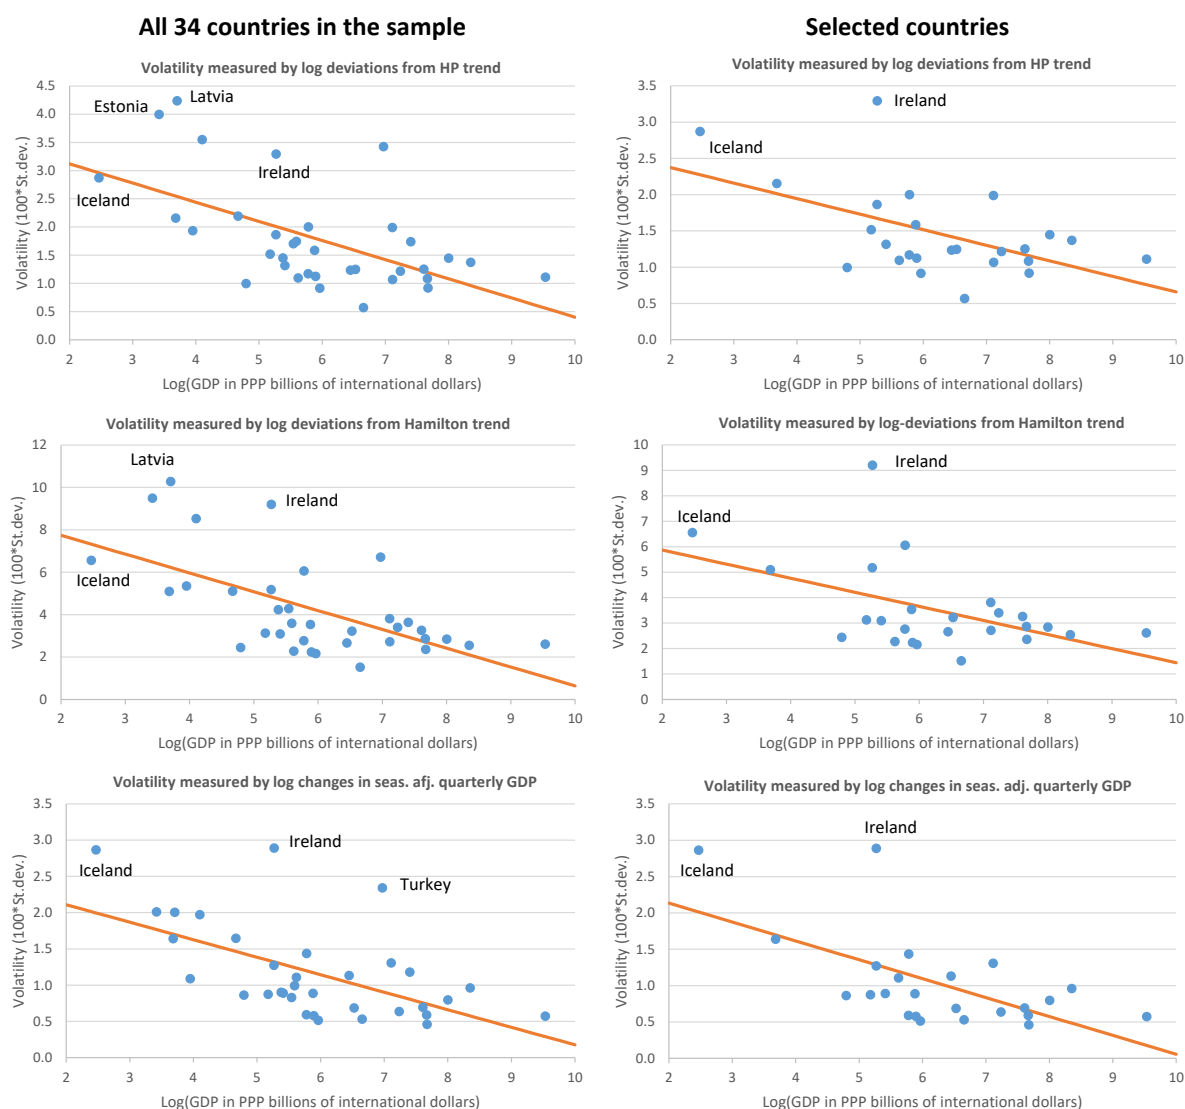 All 34 countries in the sample
Selected countries
Volatility measured by log deviations from HP trend
Volatility (100*St.dev.)
4.5
4.0
3.5
3.0
2.5
2.0
1.5
1.0
0.5
0.0
Latvia
Estonia
Ireland
Iceland
2 3 4 5 6 7 8 9 10
Log(GDP in PPP billions of international dollars)
Volatility measured by log deviations from HP trend
Volatility (100*St.dev.)
3.5
3.0
2.5
2.0
1.5
1.0
0.5
0.0
Ireland
Iceland
2 3 4 5 6 7 8 9 10
Log(GDP in PPP billions of international dollars)
Volatility measured by log deviations from Hamilton trend
Volatility (100*St.dev.)
12
10
8
6
4
2
0
Latvia
Ireland
Iceland
2 3 4 5 6 7 8 9 10
Log(GDP in PPP billions of international dollars)
Volatility measured by log-deviations from Hamilton trend
Volatility (100*St.dev.)
10
9
8
7
6
5
4
3
2
1
0
Ireland
Iceland
2 3 4 5 6 7 8 9 10
Log(GDP in PPP billions of international dollars)
Volatility measured by log changes in seas. afj. quarterly GDP
Volatility (100*St.dev.)
3.5
3.0
2.5
2.0
1.5
1.0
0.5
0.0
Ireland
Iceland
Turkey
2 3 4 5 6 7 8 9 10
Log(GDP in PPP billions of international dollars)
Volatility measured by log changes in seas. adj. quarterly GDP
Volatility (100*St.dev.)
3.5
3.0
2.5
2.0
1.5
1.0
0.5
0.0
Ireland
Iceland
2 3 4 5 6 7 8 9 10
Log(GDP in PPP billions of international dollars)